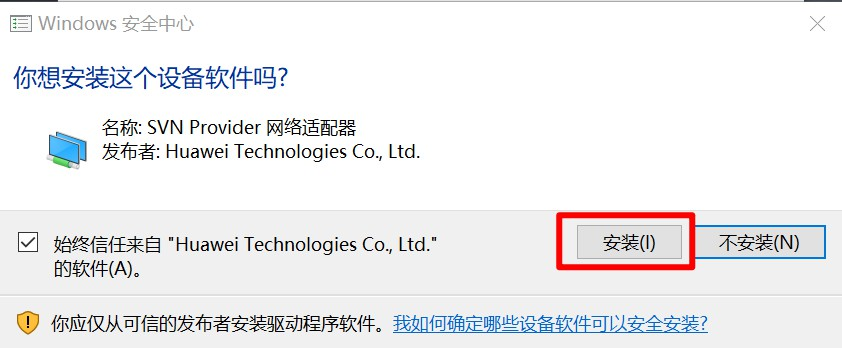 Windows 安全中心
你想安装这个设备软件吗?
名称: SVN Provider 网络适配器
发布者: Huawei Technologies Co., Ltd.
始终信任来自 "Huawei Technologies Co., Ltd."
的软件(A)。
安装(I)
不安装(N)
你应仅从可信的发布者安装驱动程序软件。我如何确定哪些设备软件可以安全安装?